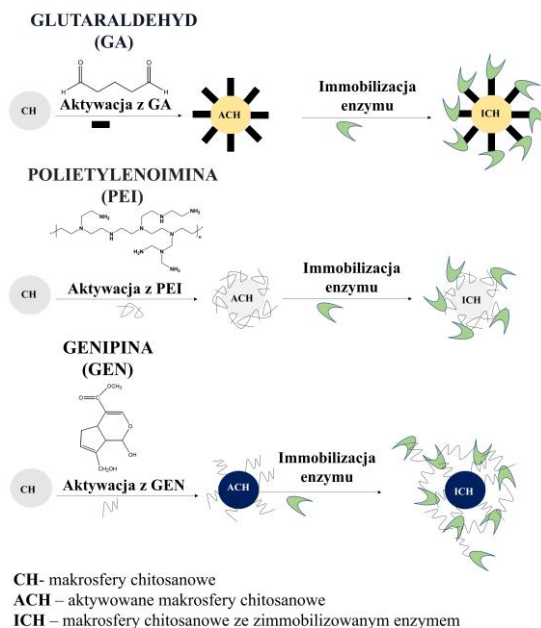 GLUTARALDEHYD
(GA)
O
O
H
H
CH
Aktywacja z GA
ACH
Immobilizacja
enzymu
ICH
POLIETYLENOIMINA
(PEI)
NH₂
NH₂
H
N
N
N
N
H
N
N
n
H₂N
N
NH₂
CH
Aktywacja z PEI
ACH
Immobilizacja
enzymu
ICH
GENIPINA
(GEN)
OCH₃
O
O
OH
CH₂OH
CH
Aktywacja z GEN
ACH
Immobilizacja
enzymu
ICH
CH- makrosfery chitosanowe
ACH – aktywowane makrosfery chitosanowe
ICH – makrosfery chitosanowe ze zimmobilizowanym enzymem